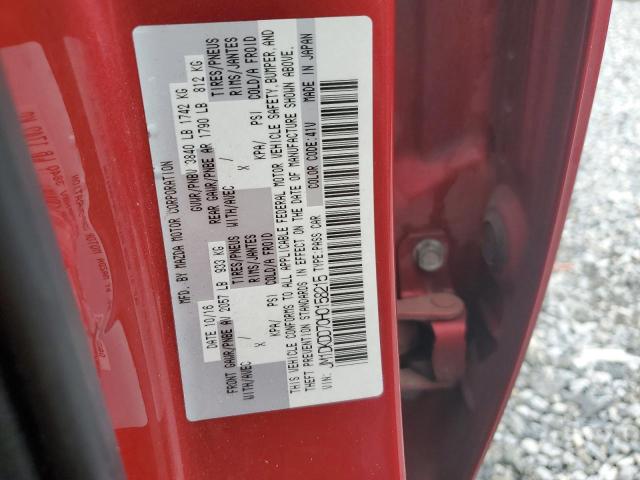 MFD. BY MAZDA MOTOR CORPORATION
DATE 10/16 GVWR/PNBV 3840 LB 1742 KG
FRONT GAWR/PNBE AV 2057 LB 933 KG REAR GAWR/PNBE AR 1790 LB 812 KG
WITH/AVEC TIRES/PNEUS WITH/AVEC TIRES/PNEUS
/ RIMS/JANTES / RIMS/JANTES
X KPA/ PSI COLD/A FROID X KPA/ PSI COLD/A FROID
THIS VEHICLE CONFORMS TO ALL APPLICABLE FEDERAL MOTOR VEHICLE SAFETY, BUMPER, AND
THEFT PREVENTION STANDARDS IN EFFECT ON THE DATE OF MANUFACTURE SHOWN ABOVE.
VIN: JM1DKDD70H0158215 TYPE:PASS CAR COLOR CODE:41V MADE IN JAPAN